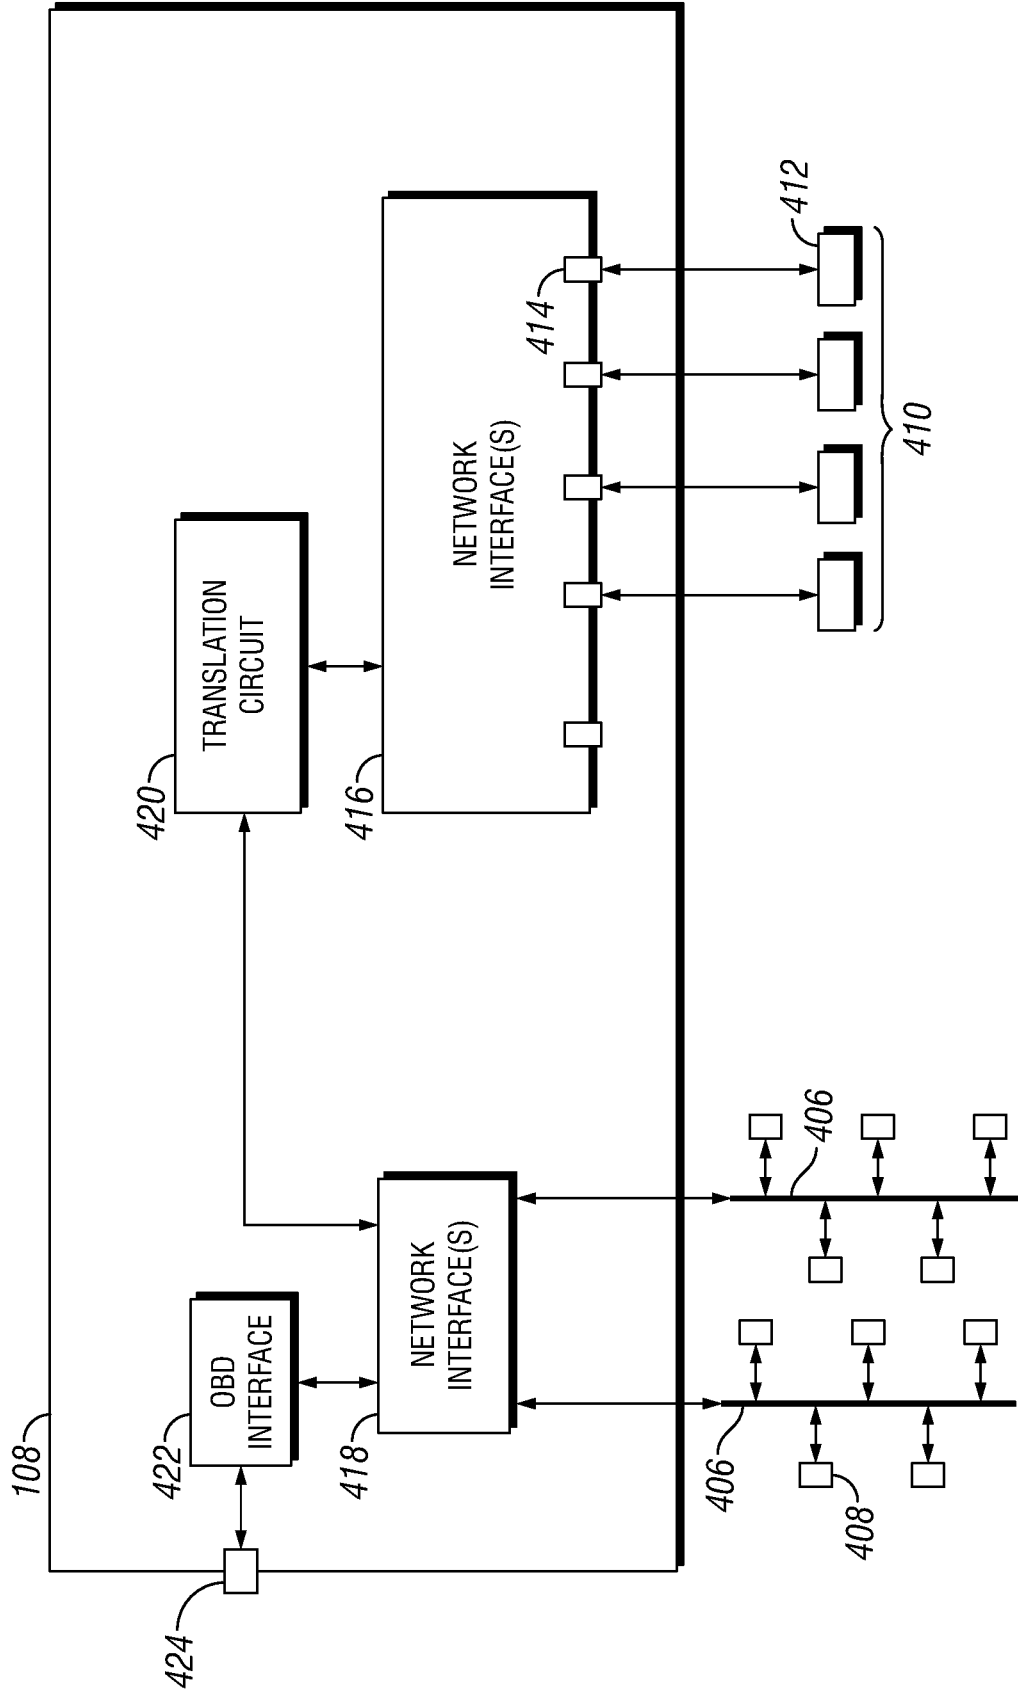 108
424
422
OBD
INTERFACE
418
NETWORK
INTERFACE(S)
420
TRANSLATION
CIRCUIT
416
NETWORK
INTERFACE(S)
414
412
410
406
408
406